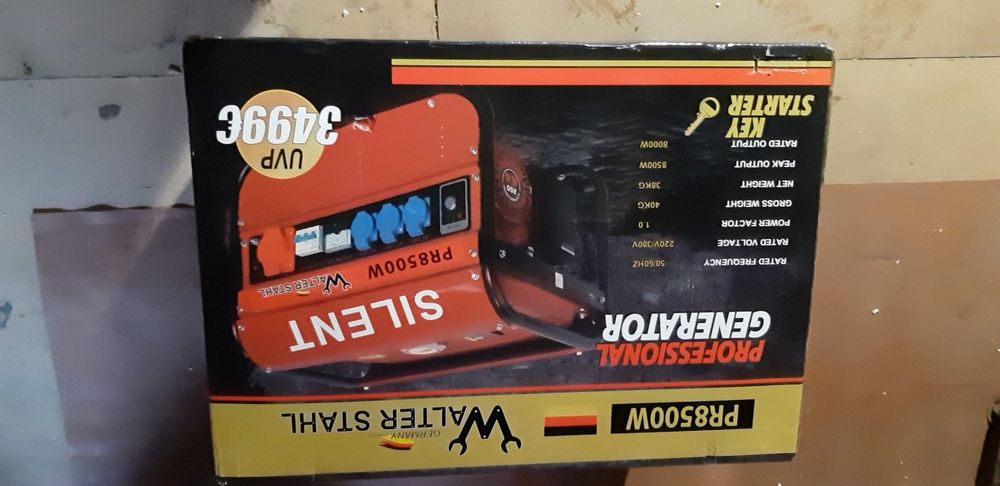 PR8500W
WALTER STAHL
GERMANY
PROFESSIONAL
GENERATOR
RATED FREQUENCY 50/60HZ
RATED VOLTAGE 220V/380V
POWER FACTOR 1.0
GROSS WEIGHT 40KG
NET WEIGHT 38KG
PEAK OUTPUT 8500W
RATED OUTPUT 8000W
KEY
STARTER
SILENT
WALTER STAHL
PR8500W
UVP
3499€